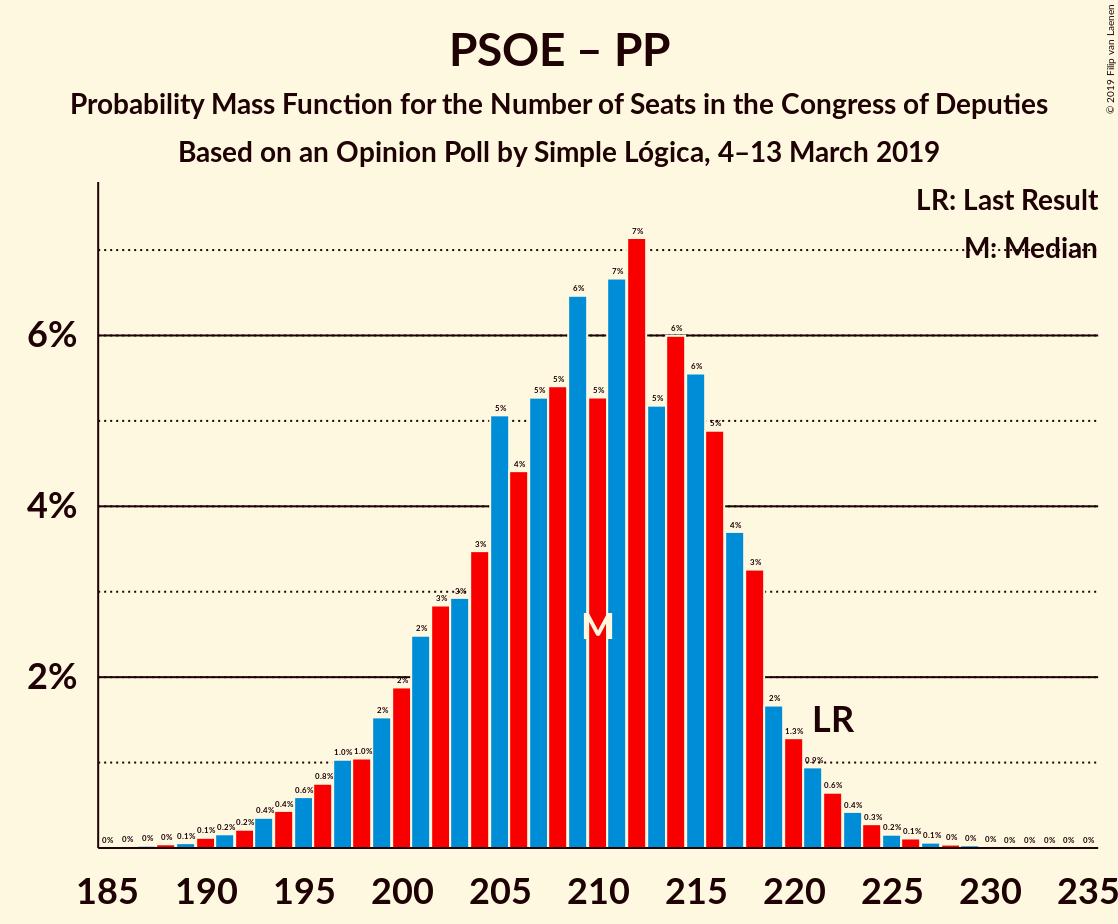 PSOE – PP
Probability Mass Function for the Number of Seats in the Congress of Deputies
Based on an Opinion Poll by Simple Lógica, 4–13 March 2019
© 2019 Filip van Laenen
LR: Last Result
M: Median
6%
4%
2%
0% 0% 0% 0% 0.1% 0.1% 0.2% 0.2% 0.4% 0.4% 0.6% 0.8% 1.0% 1.0% 2% 2% 2% 3% 3% 3% 5% 4% 5% 5% 6% 5% 7% 7% 5% 6% 6% 5% 4% 3% 2% 1.3% 0.9% 0.6% 0.4% 0.3% 0.2% 0.1% 0.1% 0% 0% 0% 0% 0% 0% 0% 0%
M
LR
185 190 195 200 205 210 215 220 225 230 235